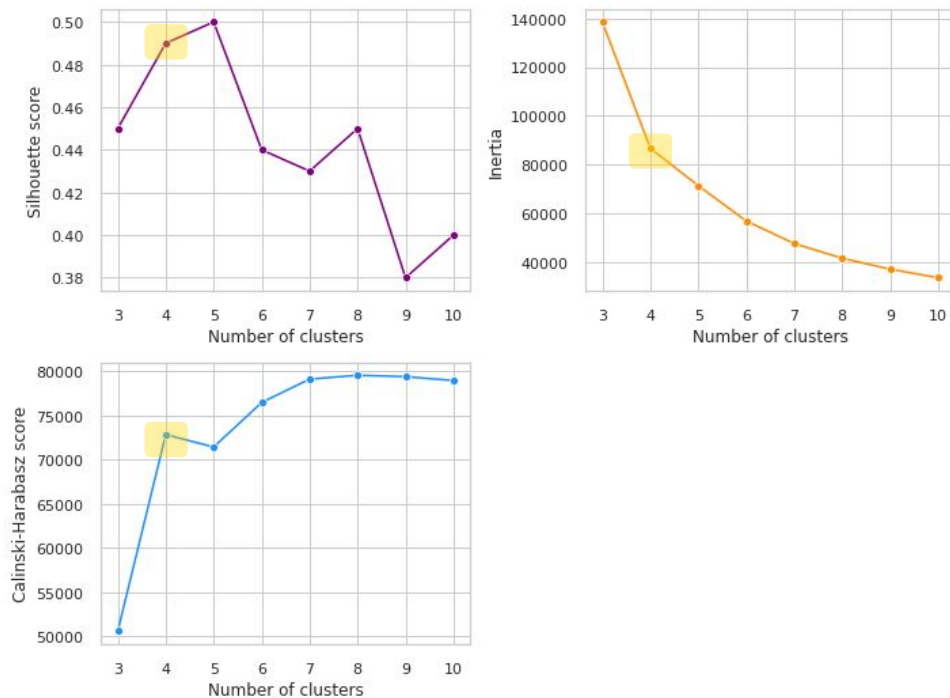 0.50
0.48
0.46
0.44
0.42
0.40
0.38
Silhouette score
3 4 5 6 7 8 9 10
Number of clusters
140000
120000
100000
80000
60000
40000
Inertia
3 4 5 6 7 8 9 10
Number of clusters
80000
75000
70000
65000
60000
55000
50000
Calinski-Harabasz score
3 4 5 6 7 8 9 10
Number of clusters